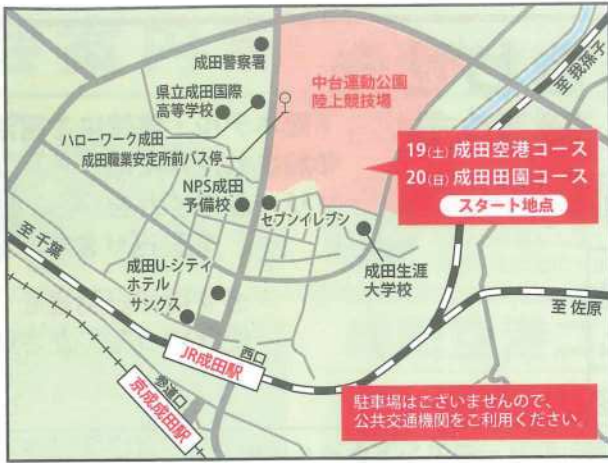 成田警察署
県立成田国際
高等学校
ハローワーク成田
成田職業安定所前バス停
中台運動公園
陸上競技場
至我孫子
19(土) 成田空港コース
20(日) 成田田園コース
スタート地点
NPS成田
予備校
セブンイレブン
成田生涯
大学校
至千葉
成田U-シティ
ホテル
サンクス
至佐原
西口
JR成田駅
参道口
京成成田駅
駐車場はございませんので、
公共交通機関をご利用ください。